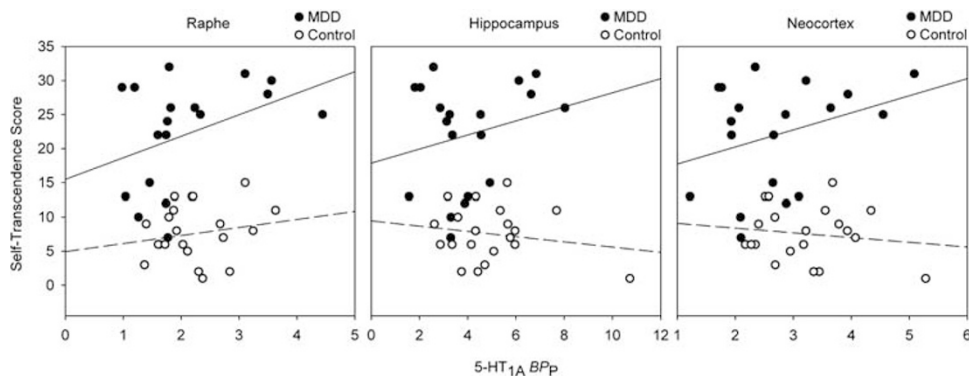 Raphe
MDD
Control
Hippocampus
MDD
Control
Neocortex
MDD
Control
Self-Transcendence Score
35
30
25
20
15
10
5
0
0 1 2 3 4 5
0 2 4 6 8 10 12
1 2 3 4 5 6
5-HT1A BPP